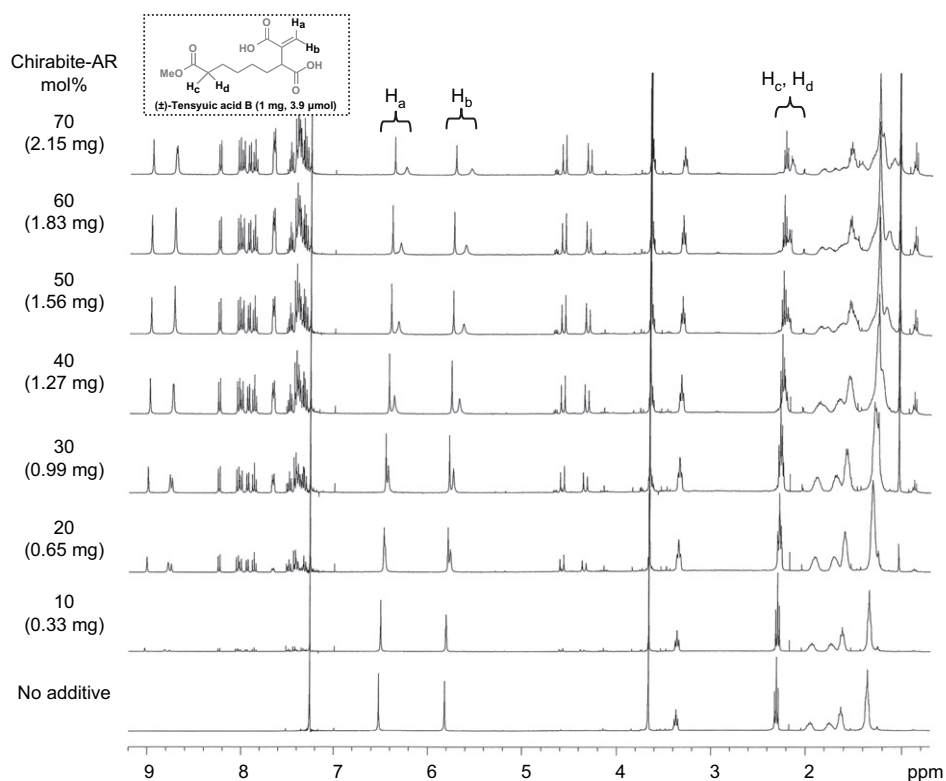 Chirabite-AR
mol%
O
Ha
HO
Hb
O
OH
MeO
Hc
Hd
O
(±)-Tensyuic acid B (1 mg, 3.9 μmol)
Ha
Hb
Hc, Hd
70
(2.15 mg)
60
(1.83 mg)
50
(1.56 mg)
40
(1.27 mg)
30
(0.99 mg)
20
(0.65 mg)
10
(0.33 mg)
No additive
9 8 7 6 5 4 3 2 ppm